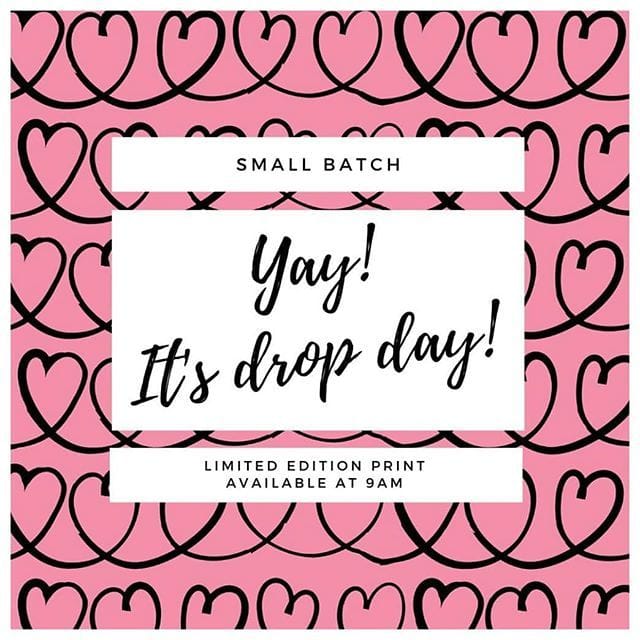 SMALL BATCH
Yay!
It's drop day!
LIMITED EDITION PRINT
AVAILABLE AT 9AM